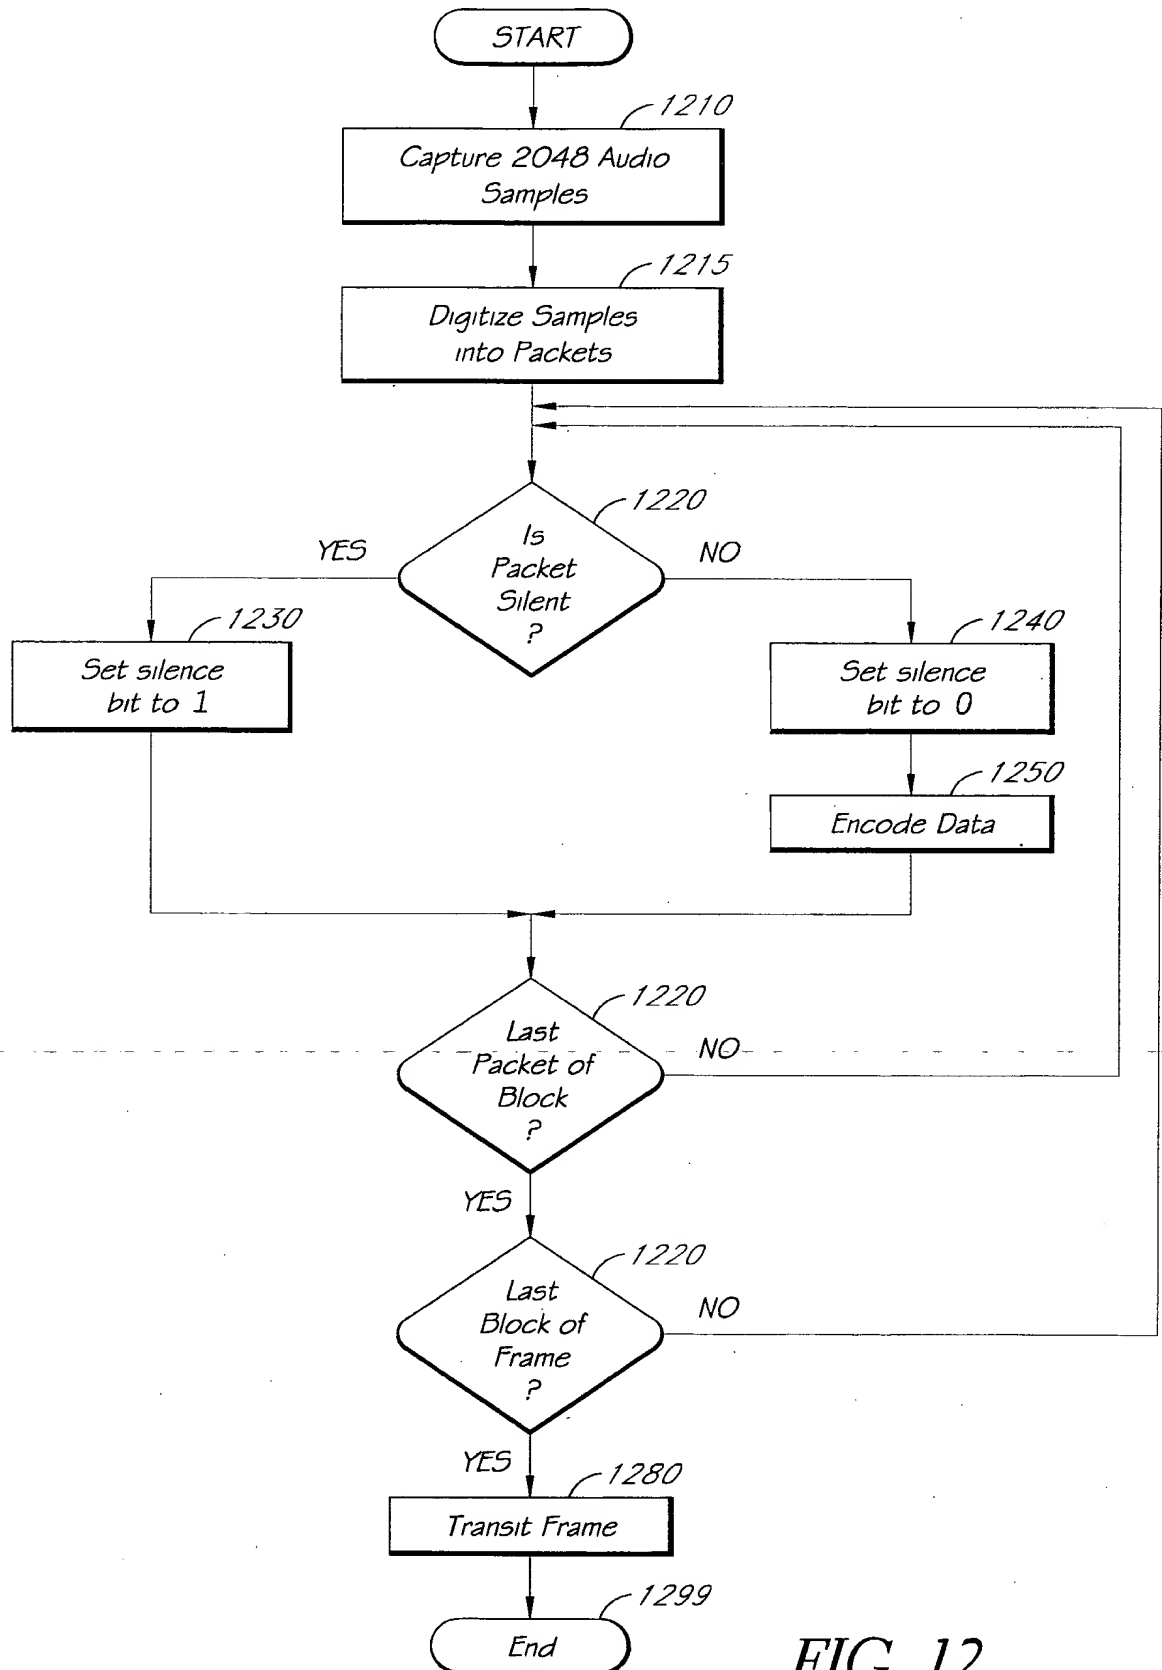 START
1210
Capture 2048 Audio
Samples
1215
Digitize Samples
into Packets
1220
Is
Packet
Silent
?
YES
NO
1230
Set silence
bit to 1
1240
Set silence
bit to 0
1250
Encode Data
1220
Last
Packet of
Block
?
NO
YES
1220
Last
Block of
Frame
?
NO
YES
1280
Transit Frame
1299
End
FIG. 12